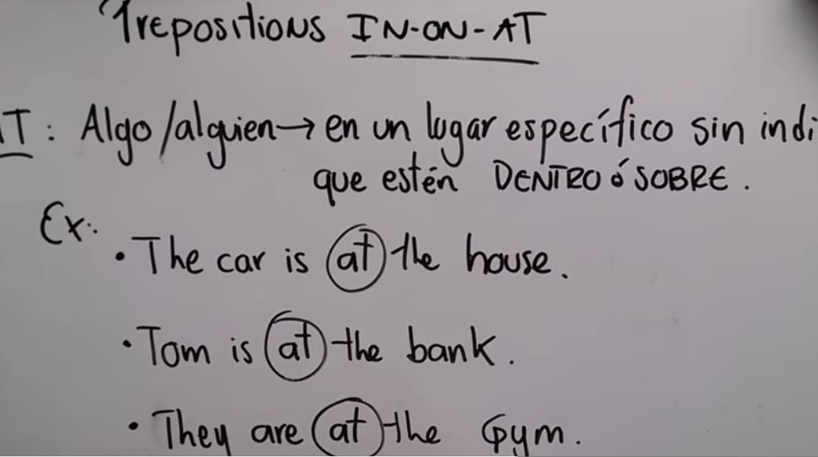 Prepositions IN-ON-AT
AT: Algo/alguien→ en un lugar específico sin indi
que estén DENTRO ó SOBRE.
Ex:
• The car is at the house.
• Tom is at the bank.
• They are at the Gym.